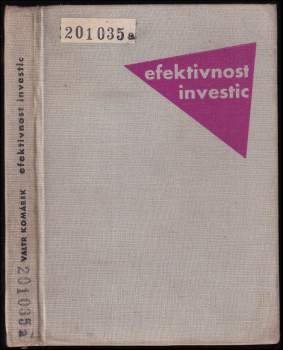 201035a
efektivnost
investic
VALTR KOMÁREK efektivnost investic
201035a